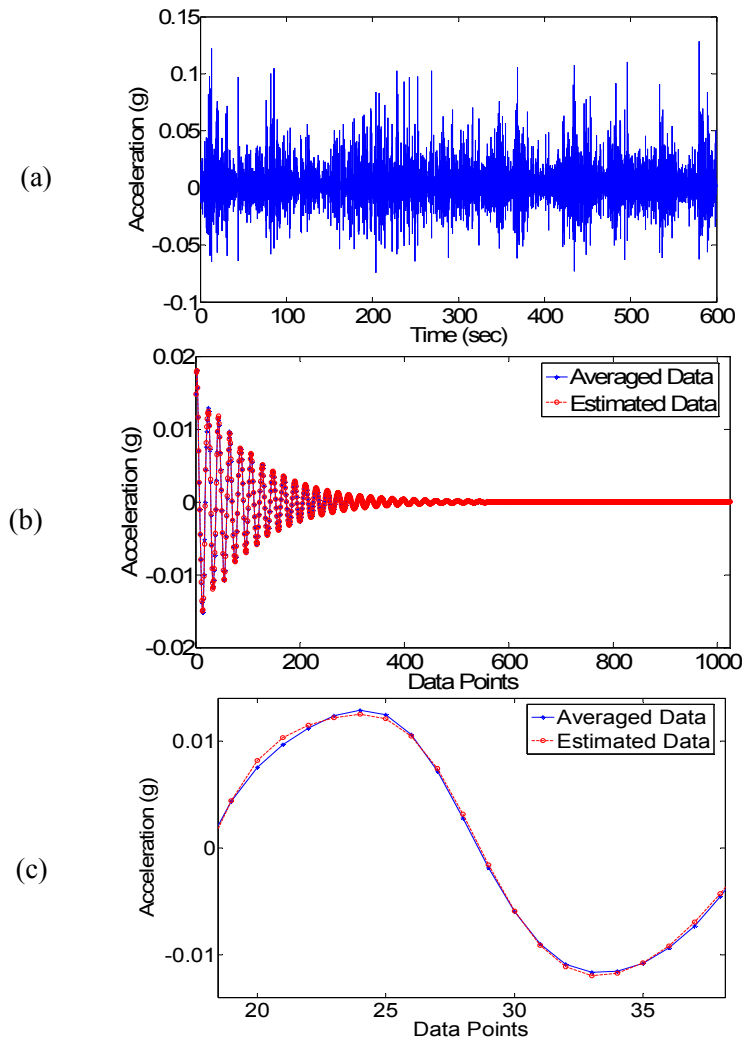 (a)
Acceleration (g)
0.15
0.1
0.05
0
-0.05
-0.1
0 100 200 300 400 500 600
Time (sec)
(b)
Acceleration (g)
0.02
0.01
0
-0.01
-0.02
Averaged Data
Estimated Data
0 200 400 600 800 1000
Data Points
(c)
Acceleration (g)
0.01
0
-0.01
Averaged Data
Estimated Data
20 25 30 35
Data Points